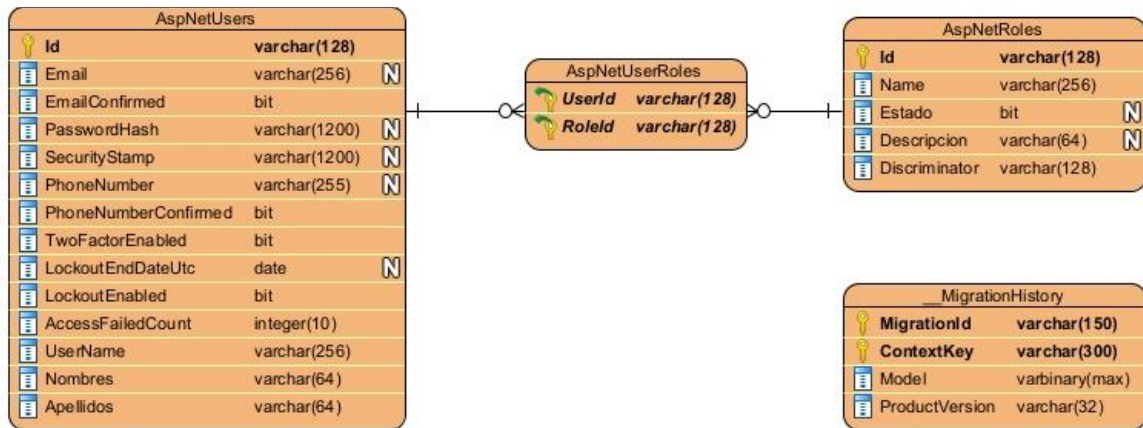 AspNetUsers
Id varchar(128)
Email varchar(256) N
EmailConfirmed bit
PasswordHash varchar(1200) N
SecurityStamp varchar(1200) N
PhoneNumber varchar(255) N
PhoneNumberConfirmed bit
TwoFactorEnabled bit
LockoutEndDateUtc date N
LockoutEnabled bit
AccessFailedCount integer(10)
UserName varchar(256)
Nombres varchar(64)
Apellidos varchar(64)
AspNetUserRoles
UserId varchar(128)
RoleId varchar(128)
AspNetRoles
Id varchar(128)
Name varchar(256)
Estado bit N
Descripcion varchar(64) N
Discriminator varchar(128)
__MigrationHistory
MigrationId varchar(150)
ContextKey varchar(300)
Model varbinary(max)
ProductVersion varchar(32)